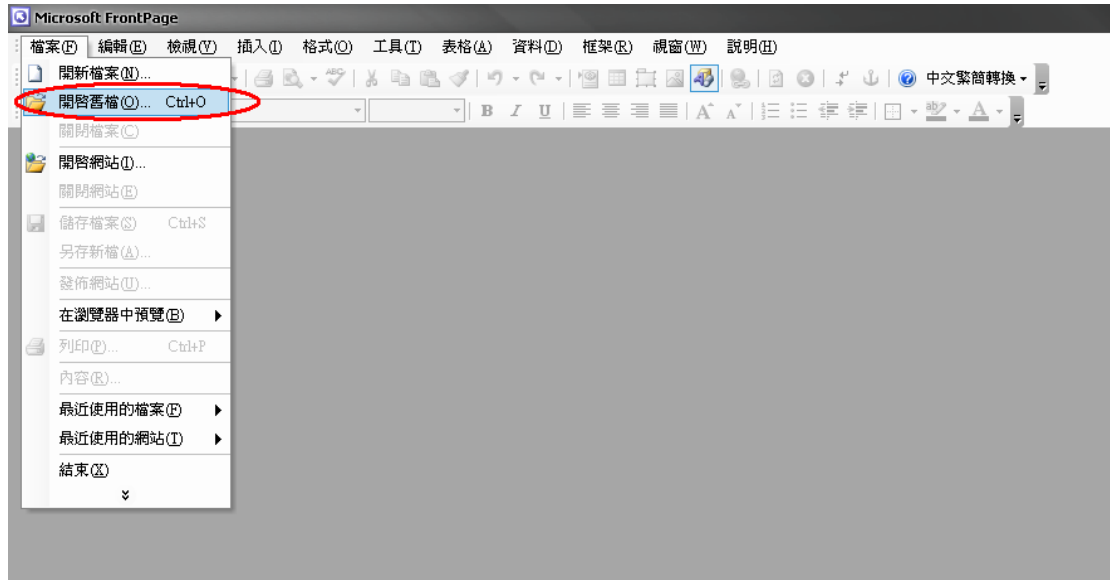 Microsoft FrontPage
檔案(F) 編輯(E) 檢視(V) 插入(I) 格式(O) 工具(T) 表格(A) 資料(D) 框架(R) 視窗(W) 說明(H)
開新檔案(N)...
中文繁簡轉換
開啓舊檔(O)... Ctrl+O
B I U A A ab A
關閉檔案(C)
開啓網站(I)...
關閉網站(E)
儲存檔案(S) Ctrl+S
另存新檔(A)...
發佈網站(U)...
在瀏覽器中預覽(B)
列印(P)... Ctrl+P
內容(R)...
最近使用的檔案(F)
最近使用的網站(T)
結束(X)